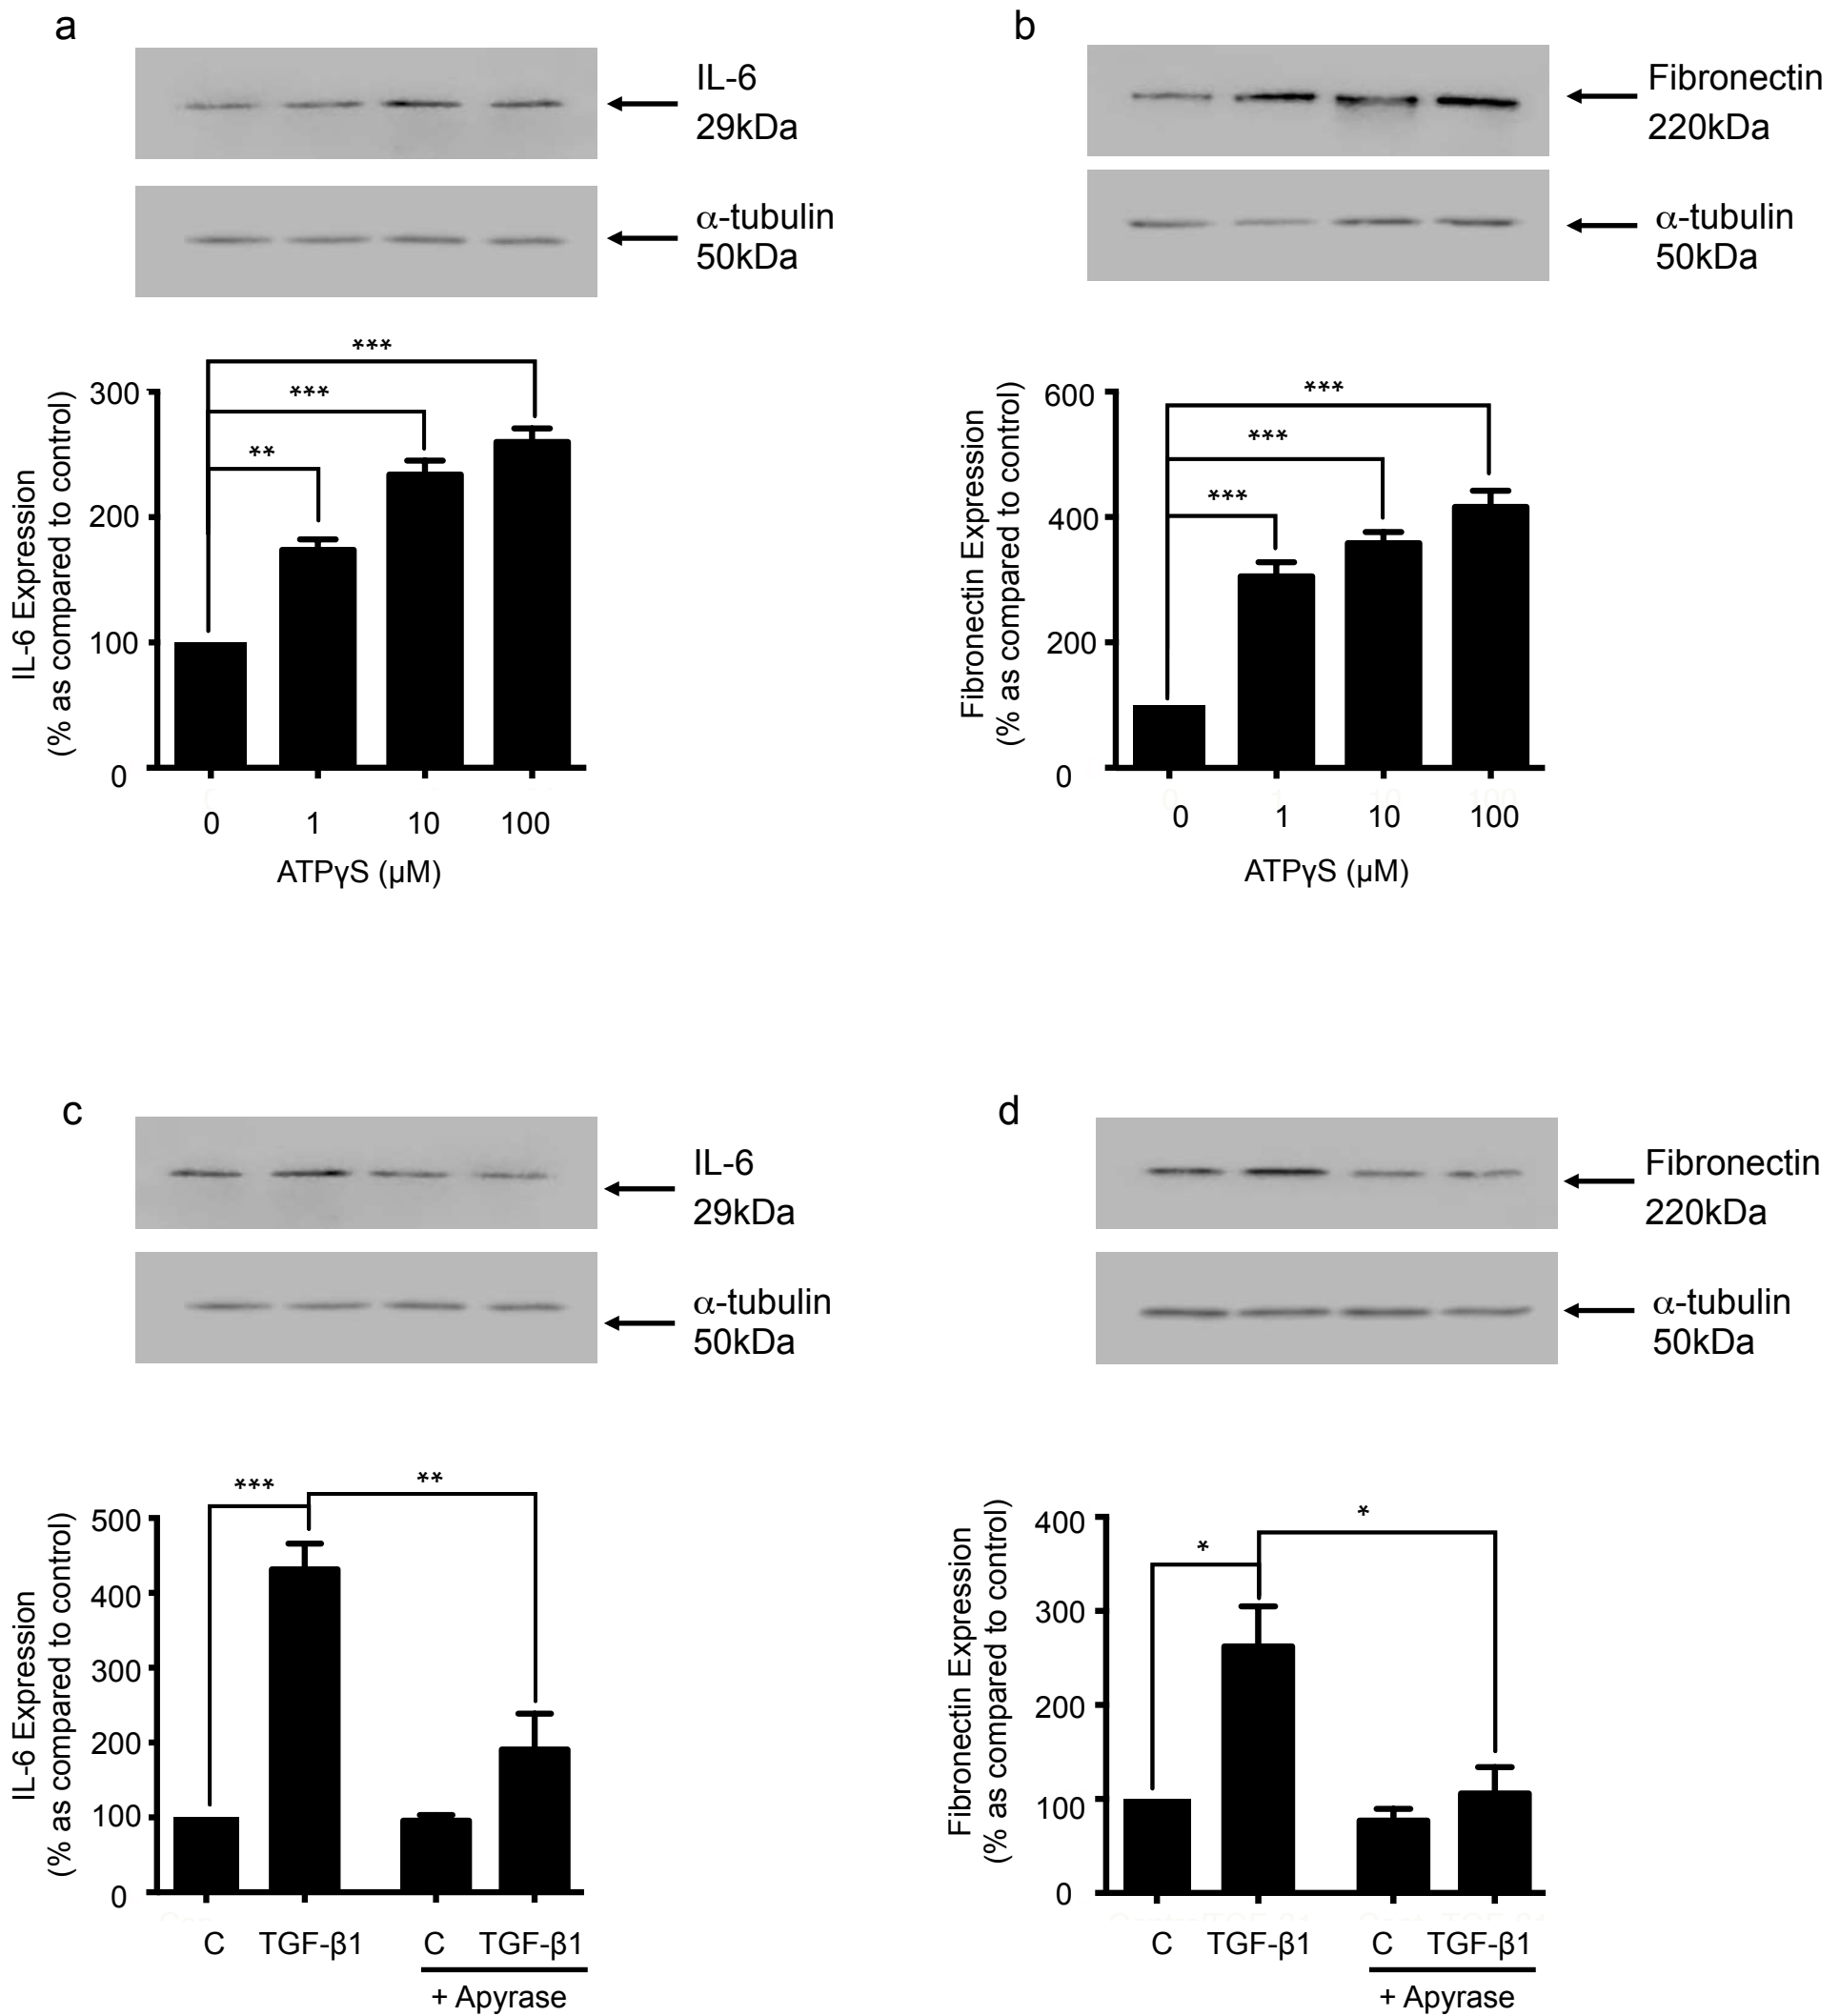 a
IL-6
29kDa
α-tubulin
50kDa
***
***
**
300
200
100
0
IL-6 Expression
(% as compared to control)
0 1 10 100
ATPγS (μM)
b
Fibronectin
220kDa
α-tubulin
50kDa
***
***
***
600
400
200
0
Fibronectin Expression
(% as compared to control)
0 1 10 100
ATPγS (μM)
c
IL-6
29kDa
α-tubulin
50kDa
***
**
500
400
300
200
100
0
IL-6 Expression
(% as compared to control)
C TGF-β1 C TGF-β1
+ Apyrase
d
Fibronectin
220kDa
α-tubulin
50kDa
*
*
400
300
200
100
0
Fibronectin Expression
(% as compared to control)
C TGF-β1 C TGF-β1
+ Apyrase